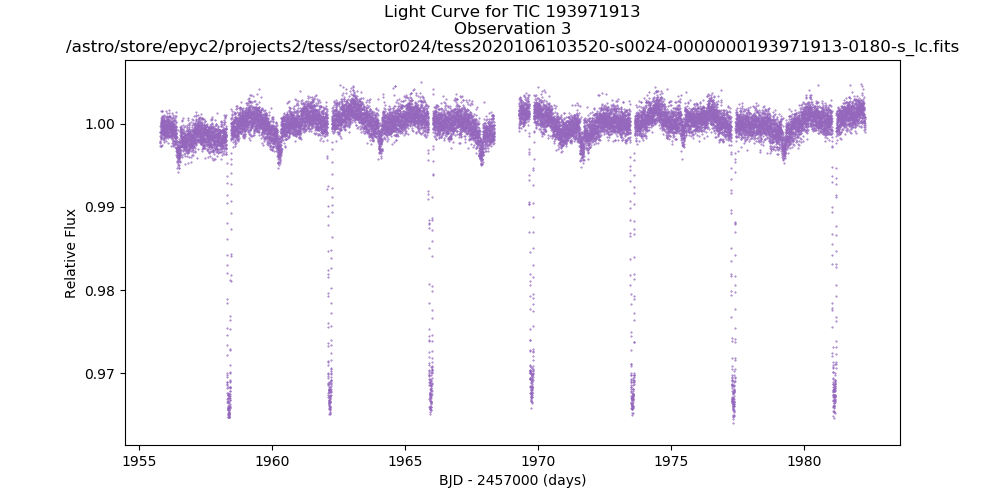 Light Curve for TIC 193971913
Observation 3
/astro/store/epyc2/projects2/tess/sector024/tess2020106103520-s0024-0000000193971913-0180-s_lc.fits
1.00
0.99
0.98
0.97
Relative Flux
1955
1960
1965
1970
1975
1980
BJD - 2457000 (days)